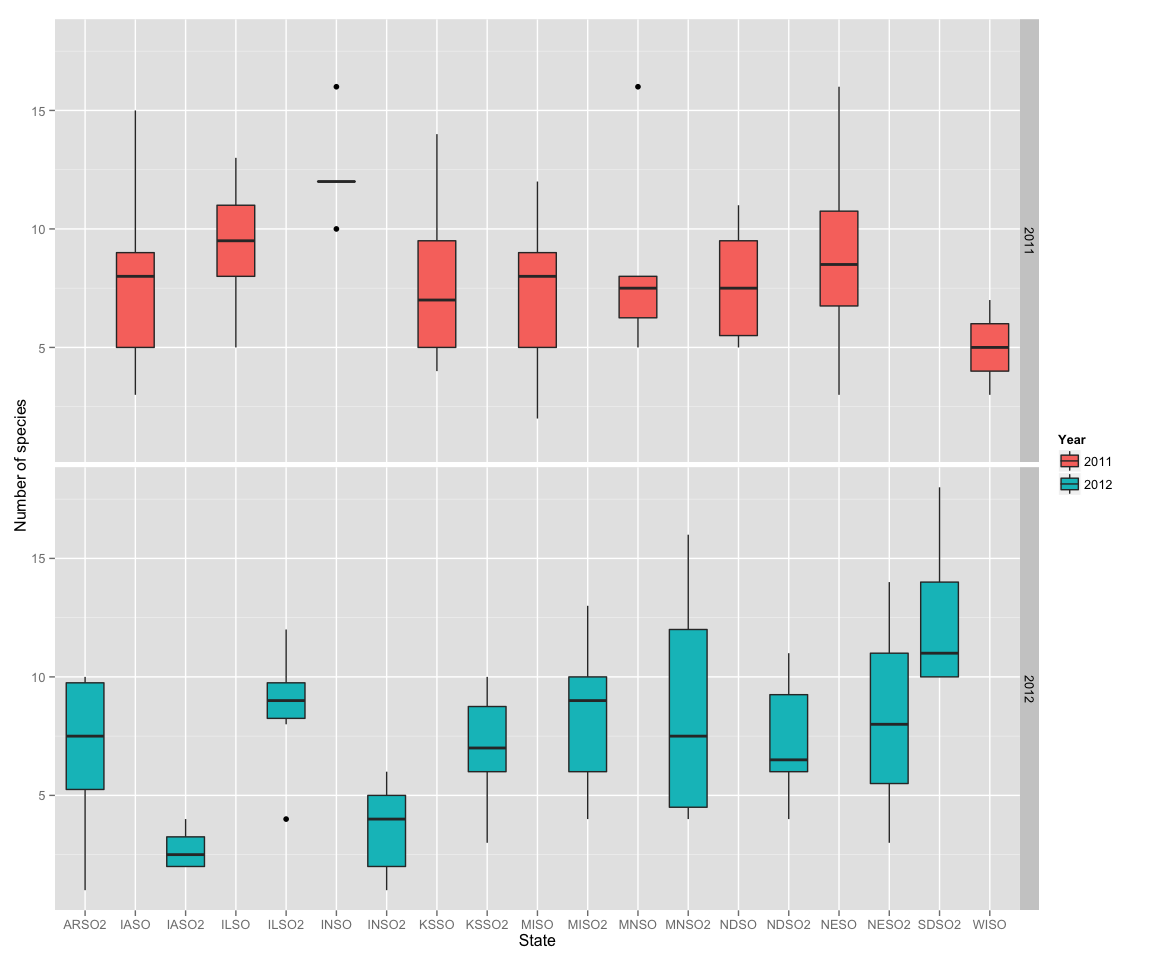 15
10
5
2011
Number of species
15
10
5
2012
ARSO2 IASO IASO2 ILSO ILSO2 INSO INSO2 KSSO KSSO2 MISO MISO2 MNSO MNSO2 NDSO NDSO2 NESO NESO2 SDSO2 WISO
State
Year
2011
2012